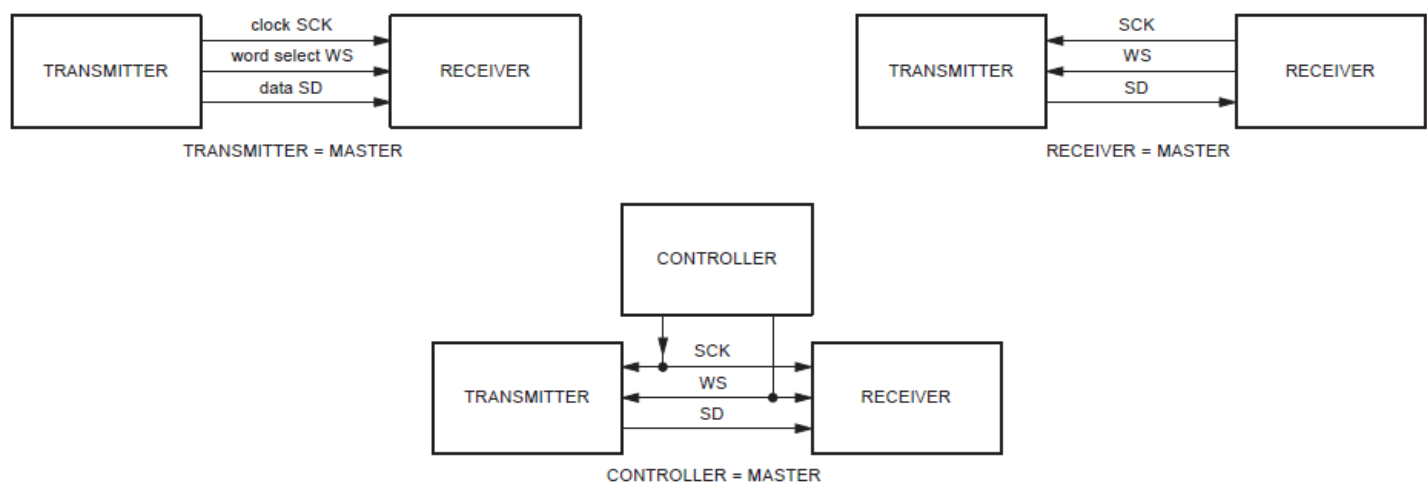 TRANSMITTER
clock SCK
word select WS
data SD
RECEIVER
TRANSMITTER = MASTER
TRANSMITTER
SCK
WS
SD
RECEIVER
RECEIVER = MASTER
CONTROLLER
TRANSMITTER
SCK
WS
SD
RECEIVER
CONTROLLER = MASTER